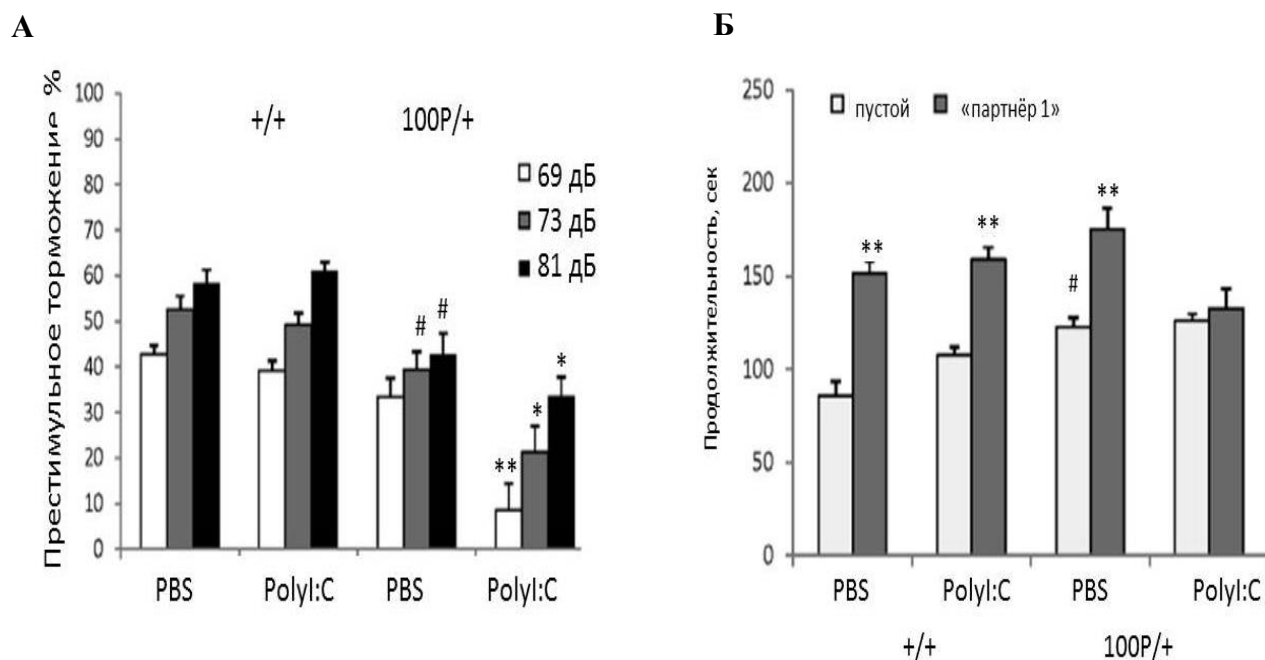 А
Престимульное торможение %
100
90
80
70
60
50
40
30
20
10
0
+/+ 100P/+
69 дБ
73 дБ
81 дБ
# #
** * *
PBS PolyI:C PBS PolyI:C
Б
Продолжительность, сек
250
200
150
100
50
0
пустой «партнёр 1»
** ** # **
PBS PolyI:C PBS PolyI:C
+/+ 100P/+